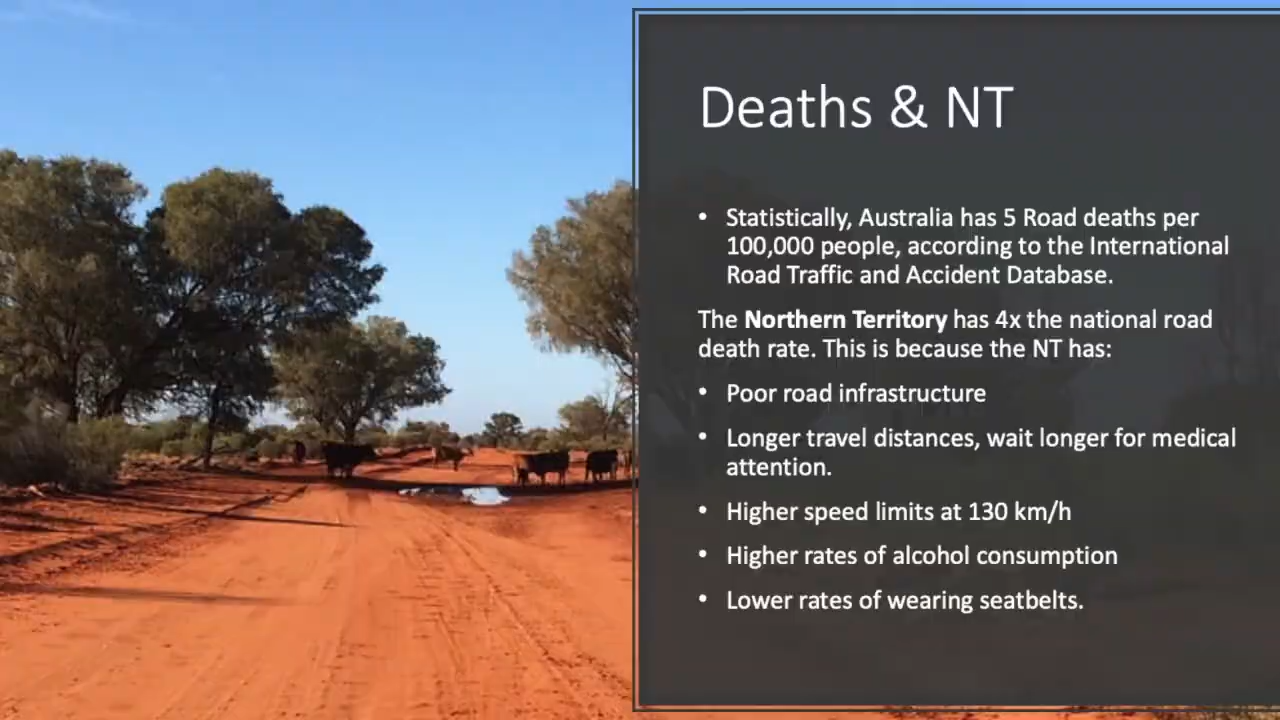 Deaths & NT
• Statistically, Australia has 5 Road deaths per
100,000 people, according to the International
Road Traffic and Accident Database.
The Northern Territory has 4x the national road
death rate. This is because the NT has:
• Poor road infrastructure
• Longer travel distances, wait longer for medical
attention.
• Higher speed limits at 130 km/h
• Higher rates of alcohol consumption
• Lower rates of wearing seatbelts.